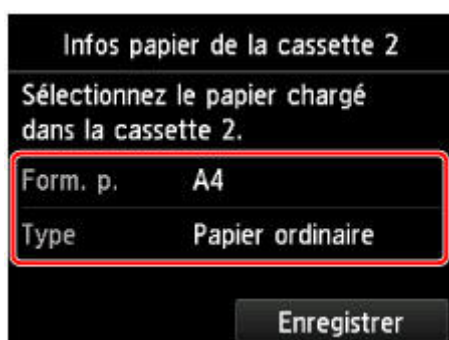 Infos papier de la cassette 2
Sélectionnez le papier chargé
dans la cassette 2.
Form. p. A4
Type Papier ordinaire
Enregistrer